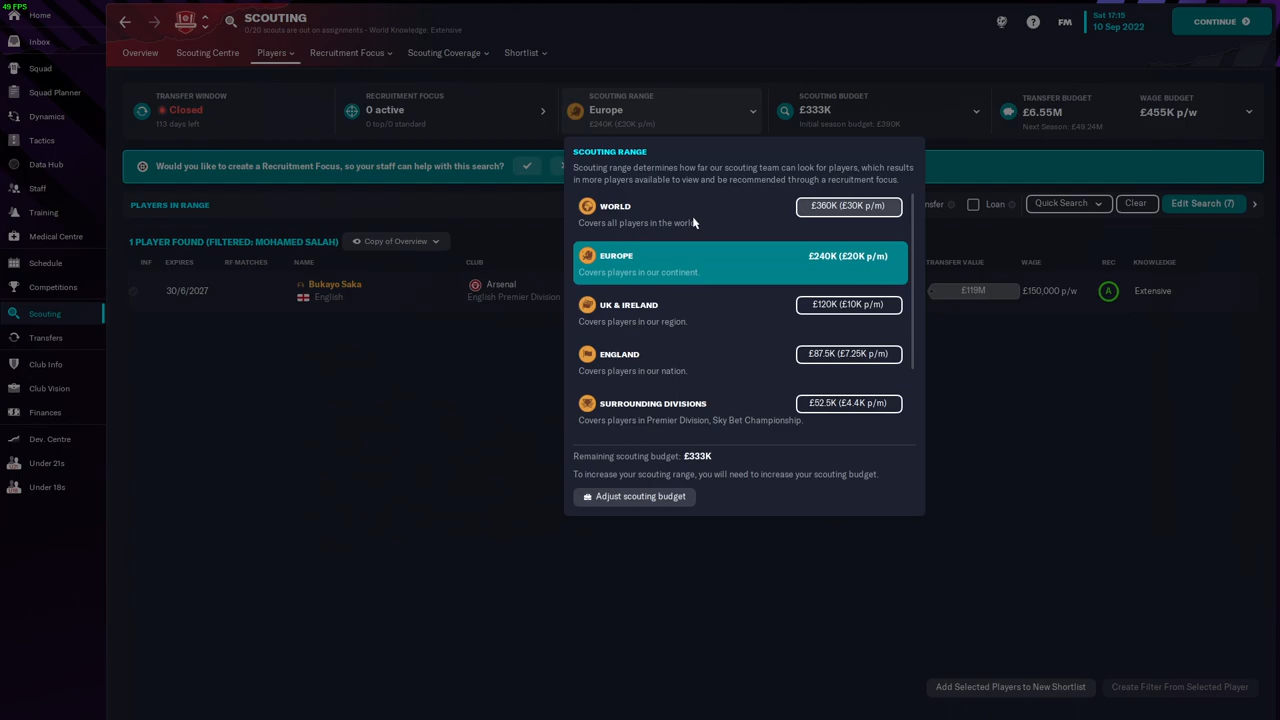 49 FPS
Home
Inbox
Squad
Squad Planner
Dynamics
Tactics
Data Hub
Staff
Training
Medical Centre
Schedule
Competitions
Scouting
Transfers
Club Info
Club Vision
Finances
Dev. Centre
Under 21s
Under 18s
SCOUTING
0/20 scouts are out on assignments - World Knowledge: Extensive
FM
Sat 17:15
10 Sep 2022
CONTINUE
Overview
Scouting Centre
Players
Recruitment Focus
Scouting Coverage
Shortlist
TRANSFER WINDOW
Closed
113 days left
RECRUITMENT FOCUS
0 active
0 top/0 standard
SCOUTING RANGE
Europe
£240K (£20K p/m)
SCOUTING BUDGET
£333K
Initial season budget: £390K
TRANSFER BUDGET
£6.55M
Next Season: £49.24M
WAGE BUDGET
£455K p/w
Would you like to create a Recruitment Focus, so your staff can help with this search?
PLAYERS IN RANGE
Loan
Quick Search
Clear
Edit Search (7)
1 PLAYER FOUND (FILTERED: MOHAMED SALAH)
Copy of Overview
INF EXPIRES RF MATCHES NAME CLUB TRANSFER VALUE WAGE REC KNOWLEDGE
30/6/2027
Bukayo Saka
English
Arsenal
English Premier Division
£119M
£150,000 p/w
A
Extensive
SCOUTING RANGE
Scouting range determines how far our scouting team can look for players, which results
in more players available to view and be recommended through a recruitment focus.
WORLD
£360K (£30K p/m)
Covers all players in the world.
EUROPE
£240K (£20K p/m)
Covers players in our continent.
UK & IRELAND
£120K (£10K p/m)
Covers players in our region.
ENGLAND
£87.5K (£7.25K p/m)
Covers players in our nation.
SURROUNDING DIVISIONS
£52.5K (£4.4K p/m)
Covers players in Premier Division, Sky Bet Championship.
Remaining scouting budget: £333K
To increase your scouting range, you will need to increase your scouting budget.
Adjust scouting budget
Add Selected Players to New Shortlist
Create Filter From Selected Player